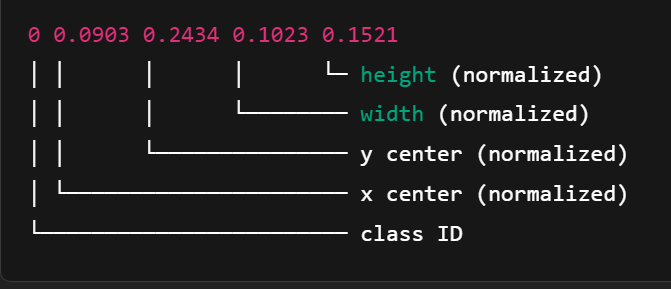 0 0.0903 0.2434 0.1023 0.1521
│ │      │      │      └─ height (normalized)
│ │      │      └──────── width (normalized)
│ │      └─────────────── y center (normalized)
│ └────────────────────── x center (normalized)
└──────────────────────── class ID